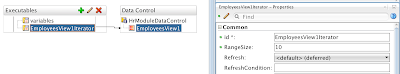 Executables
Data Control
variables
EmployeesView1Iterator
HrModuleDataControl
EmployeesView1
EmployeesView1Iterator - Properties
Find
Common
Id *:
EmployeesView1Iterator
RangeSize:
10
Refresh:
<default> (deferred)
RefreshCondition: